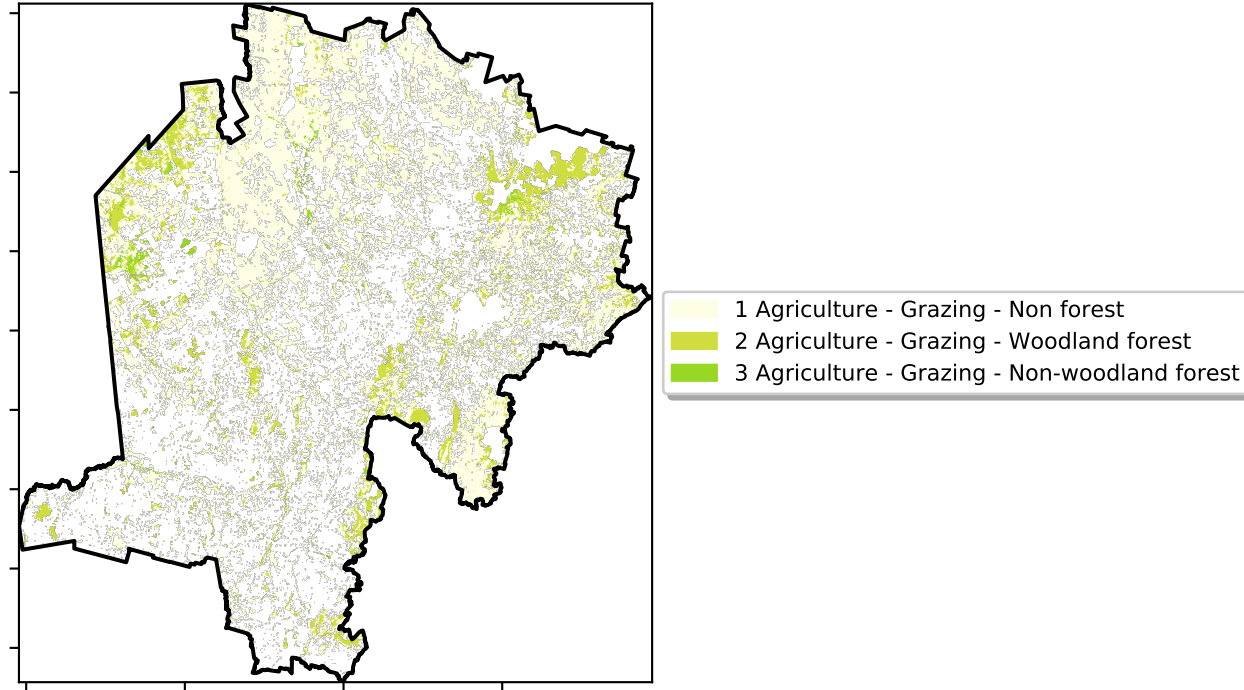 1 Agriculture - Grazing - Non forest
2 Agriculture - Grazing - Woodland forest
3 Agriculture - Grazing - Non-woodland forest